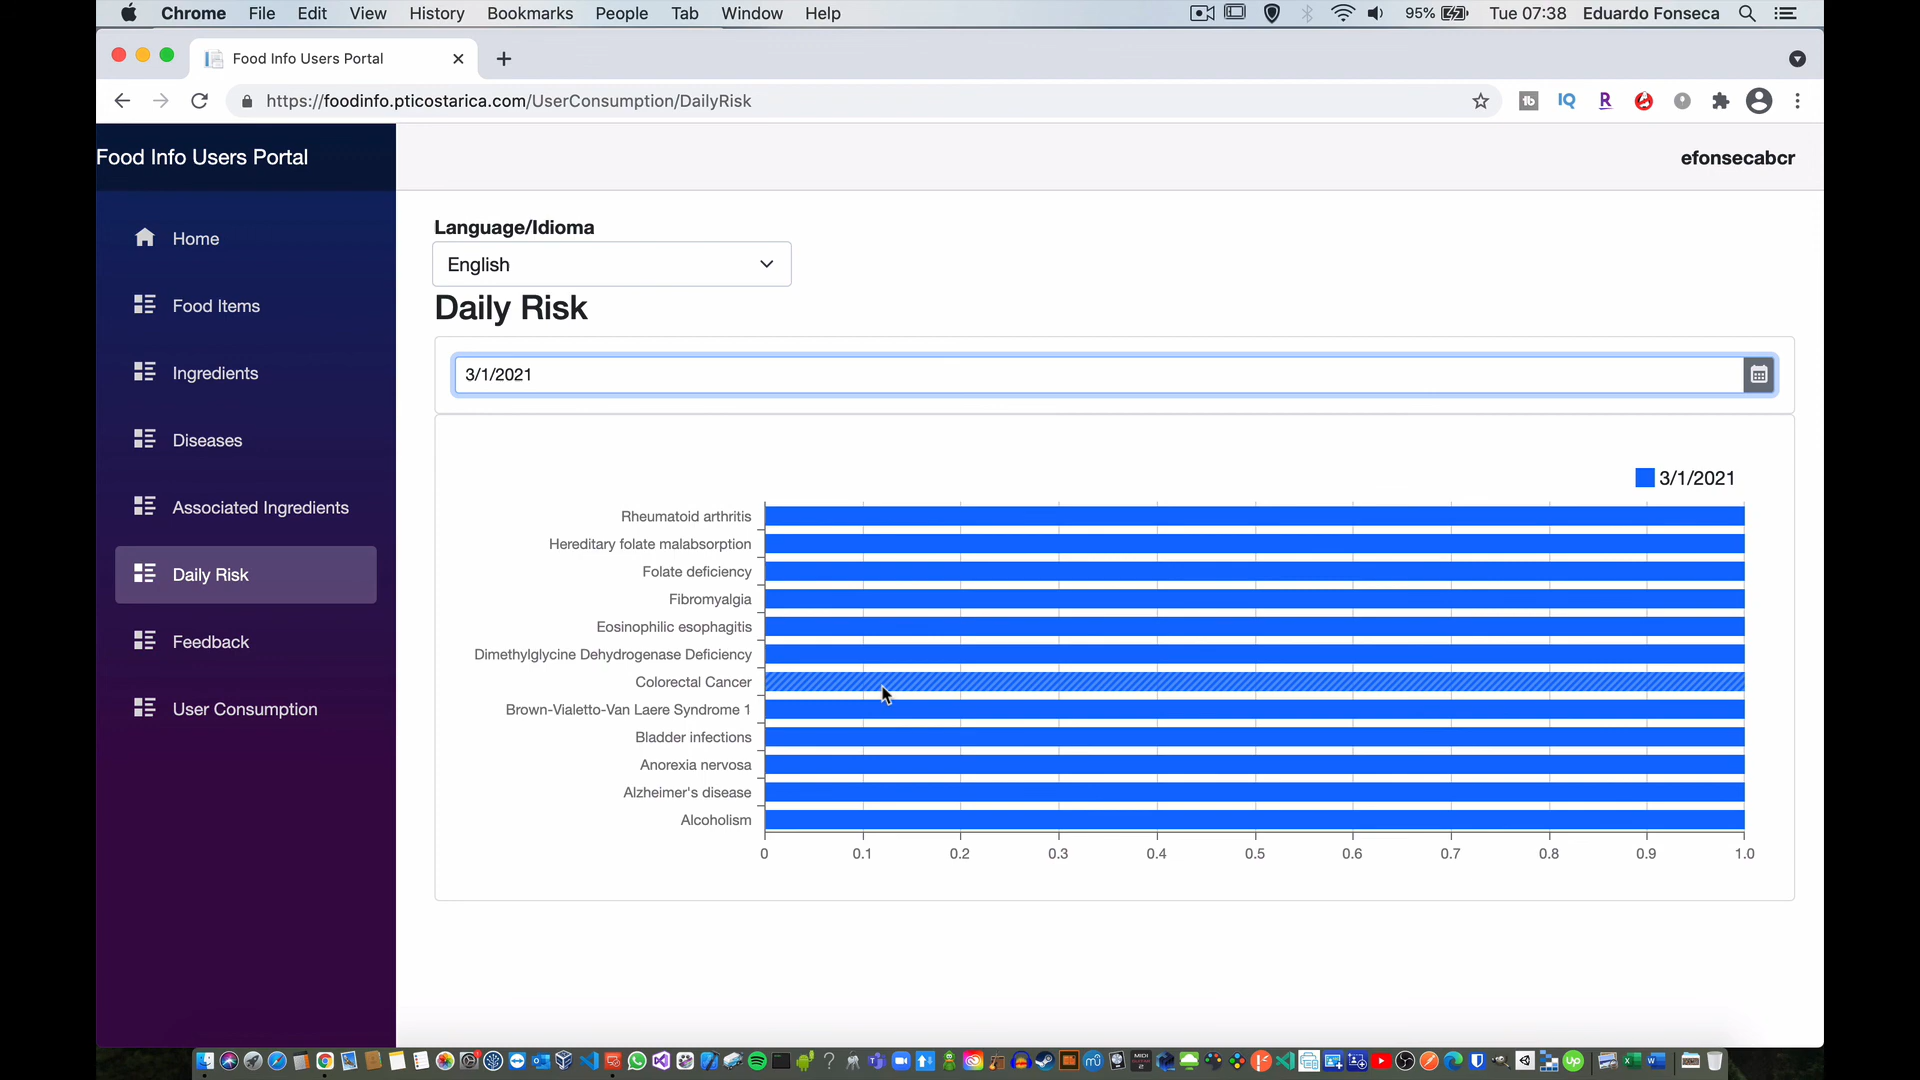 Chrome File Edit View History Bookmarks People Tab Window Help 95% Tue 07:38 Eduardo Fonseca
Food Info Users Portal
https://foodinfo.pticostarica.com/UserConsumption/DailyRisk
Food Info Users Portal
efonsecabcr
Home
Food Items
Ingredients
Diseases
Associated Ingredients
Daily Risk
Feedback
User Consumption
Language/Idioma
English
Daily Risk
3/1/2021
3/1/2021
Rheumatoid arthritis
Hereditary folate malabsorption
Folate deficiency
Fibromyalgia
Eosinophilic esophagitis
Dimethylglycine Dehydrogenase Deficiency
Colorectal Cancer
Brown-Vialetto-Van Laere Syndrome 1
Bladder infections
Anorexia nervosa
Alzheimer's disease
Alcoholism
0 0.1 0.2 0.3 0.4 0.5 0.6 0.7 0.8 0.9 1.0